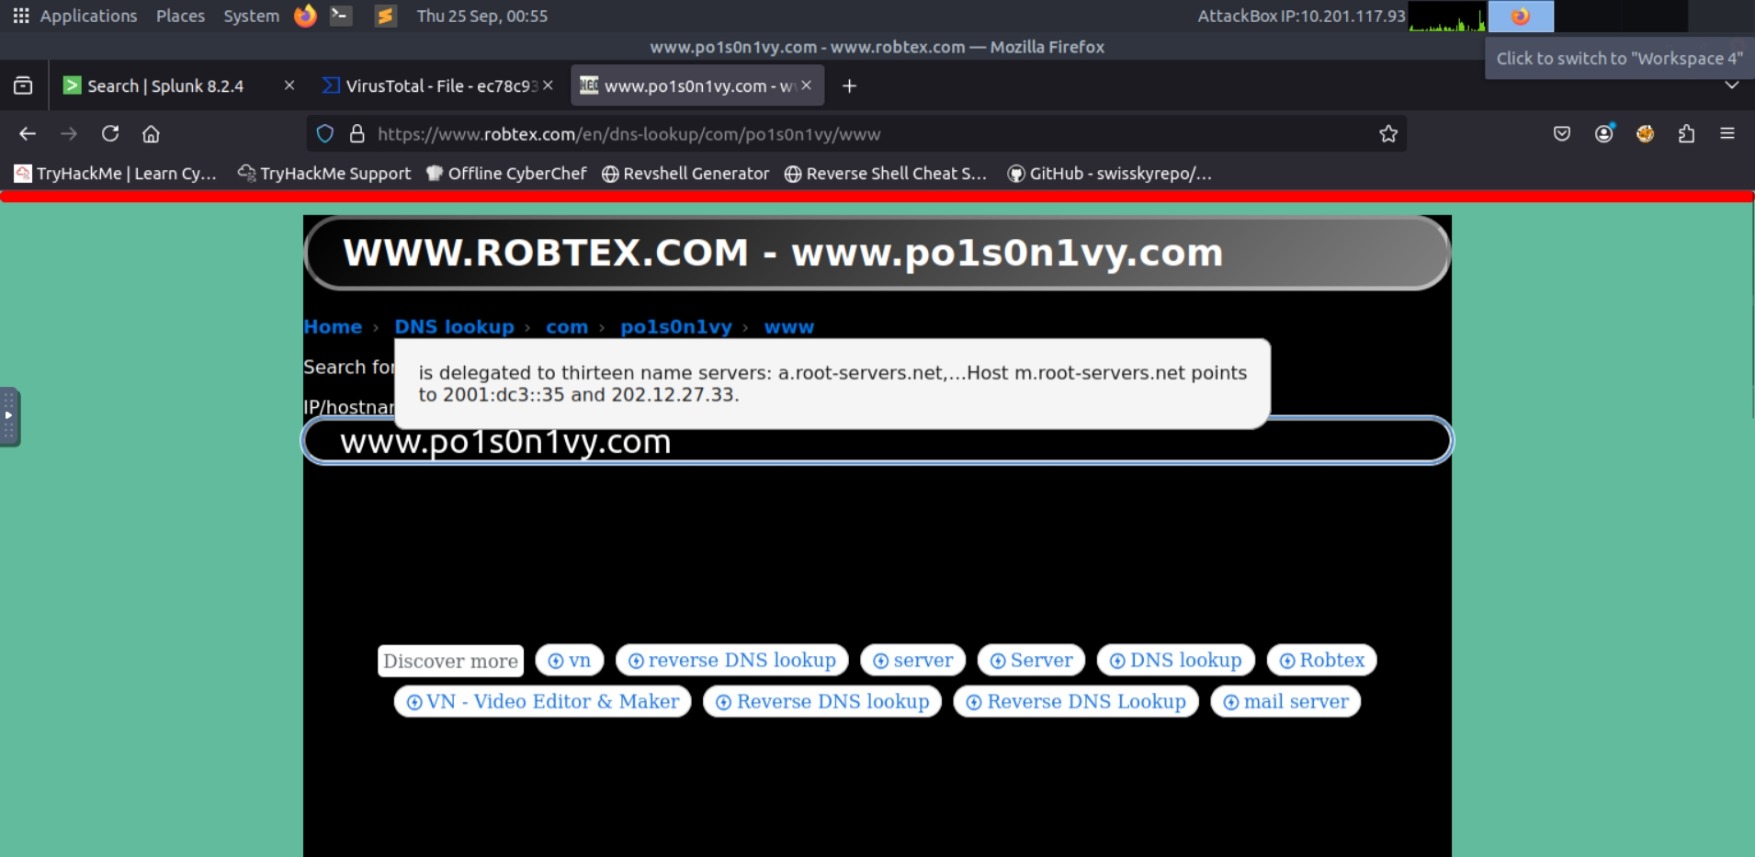 Applications Places System Thu 25 Sep, 00:55 AttackBox IP:10.201.117.93
www.po1s0n1vy.com - www.robtex.com — Mozilla Firefox
Click to switch to "Workspace 4"
Search | Splunk 8.2.4 VirusTotal - File - ec78c93 www.po1s0n1vy.com - w
https://www.robtex.com/en/dns-lookup/com/po1s0n1vy/www
TryHackMe | Learn Cy... TryHackMe Support Offline CyberChef Revshell Generator Reverse Shell Cheat S... GitHub - swisskyrepo/...
WWW.ROBTEX.COM - www.po1s0n1vy.com
Home › DNS lookup › com › po1s0n1vy › www
Search for
is delegated to thirteen name servers: a.root-servers.net,...Host m.root-servers.net points
to 2001:dc3::35 and 202.12.27.33.
IP/hostnar
www.po1s0n1vy.com
Discover more vn reverse DNS lookup server Server DNS lookup Robtex
VN - Video Editor & Maker Reverse DNS lookup Reverse DNS Lookup mail server